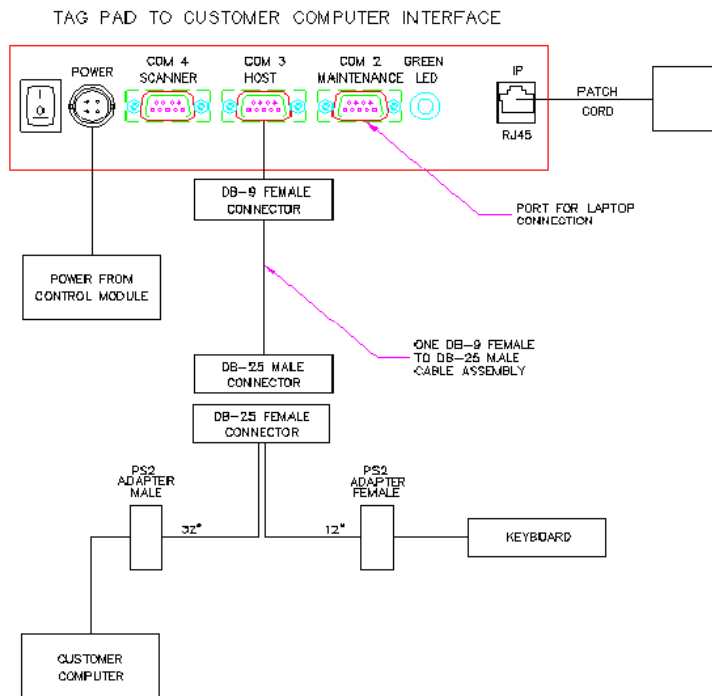 TAG PAD TO CUSTOMER COMPUTER INTERFACE
POWER
COM 4
SCANNER
COM 3
HOST
COM 2
MAINTENANCE
GREEN
LED
IP
RJ45
PATCH
CORD
I
O
DB-9 FEMALE
CONNECTOR
PORT FOR LAPTOP
CONNECTION
POWER FROM
CONTROL MODULE
ONE DB-9 FEMALE
TO DB-25 MALE
CABLE ASSEMBLY
DB-25 MALE
CONNECTOR
DB-25 FEMALE
CONNECTOR
PS2
ADAPTER
MALE
PS2
ADAPTER
FEMALE
32"
12"
KEYBOARD
CUSTOMER
COMPUTER